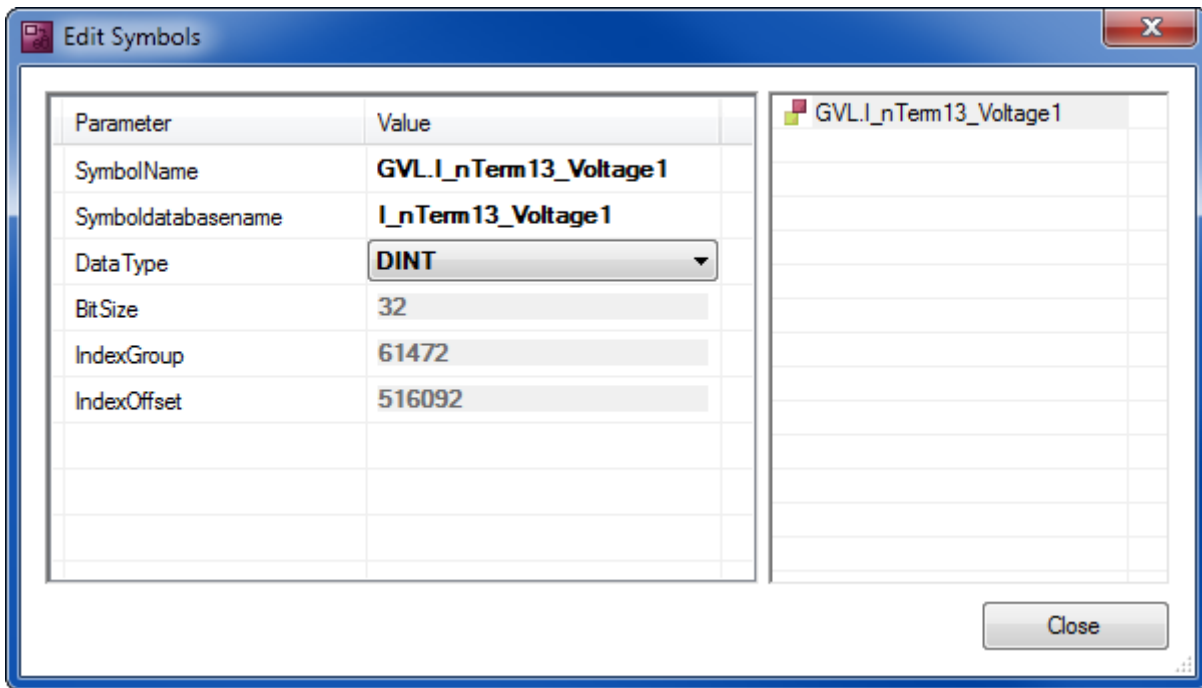 Edit Symbols
Parameter Value
SymbolName GVL.I_nTerm13_Voltage1
Symboldatabasename I_nTerm13_Voltage1
DataType DINT
BitSize 32
IndexGroup 61472
IndexOffset 516092
GVL.I_nTerm13_Voltage1
Close